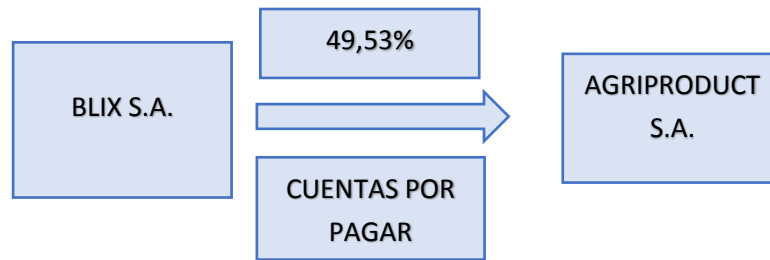 BLIX S.A.
49,53%
CUENTAS POR
PAGAR
AGRIPRODUCT
S.A.